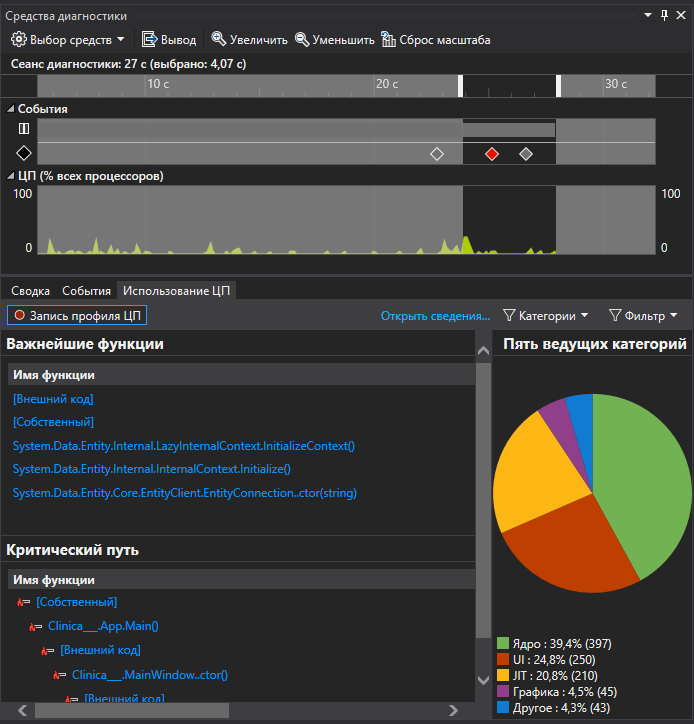 Средства диагностики
Выбор средств Вывод Увеличить Уменьшить Сброс масштаба
Сеанс диагностики: 27 с (выбрано: 4,07 с)
10 с 20 с 30 с
События
ЦП (% всех процессоров)
100 100
0 0
Сводка События Использование ЦП
Запись профиля ЦП Открыть сведения... Категории Фильтр
Важнейшие функции
Имя функции
[Внешний код]
[Собственный]
System.Data.Entity.Internal.LazyInternalContext.InitializeContext()
System.Data.Entity.Internal.InternalContext.Initialize()
System.Data.Entity.Core.EntityClient.EntityConnection..ctor(string)
Критический путь
Имя функции
[Собственный]
Clinica___.App.Main()
[Внешний код]
Clinica___.MainWindow..ctor()
[Внешний код]
Пять ведущих категорий
Ядро : 39,4% (397)
UI : 24,8% (250)
JIT : 20,8% (210)
Графика : 4,5% (45)
Другое : 4,3% (43)